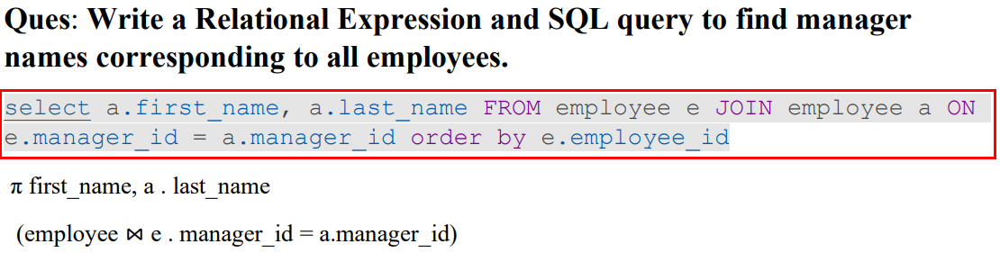 Ques: Write a Relational Expression and SQL query to find manager
names corresponding to all employees.
select a.first_name, a.last_name FROM employee e JOIN employee a ON
e.manager_id = a.manager_id order by e.employee_id
π first_name, a . last_name
(employee ⋈ e . manager_id = a.manager_id)